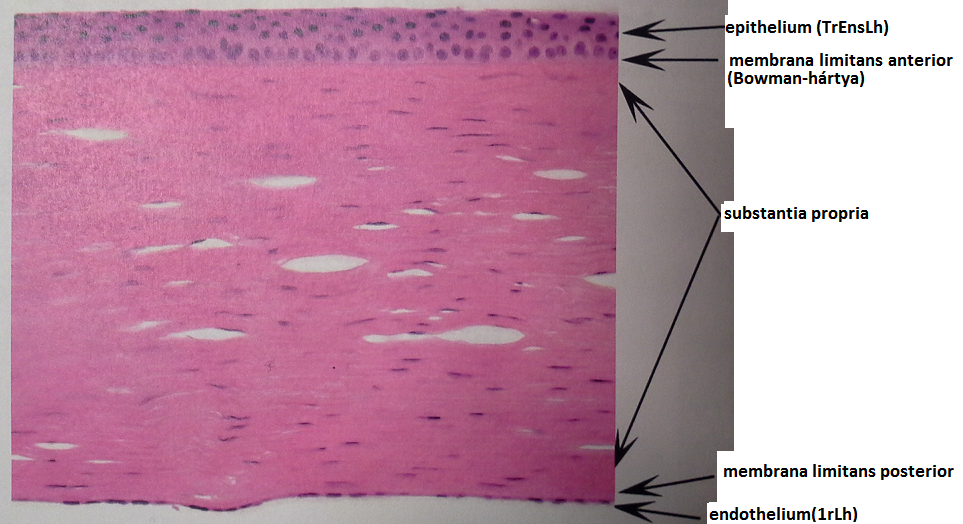 epithelium (TrEnsLh)
membrana limitans anterior
(Bowman-hártya)
substantia propria
membrana limitans posterior
endothelium(1rLh)